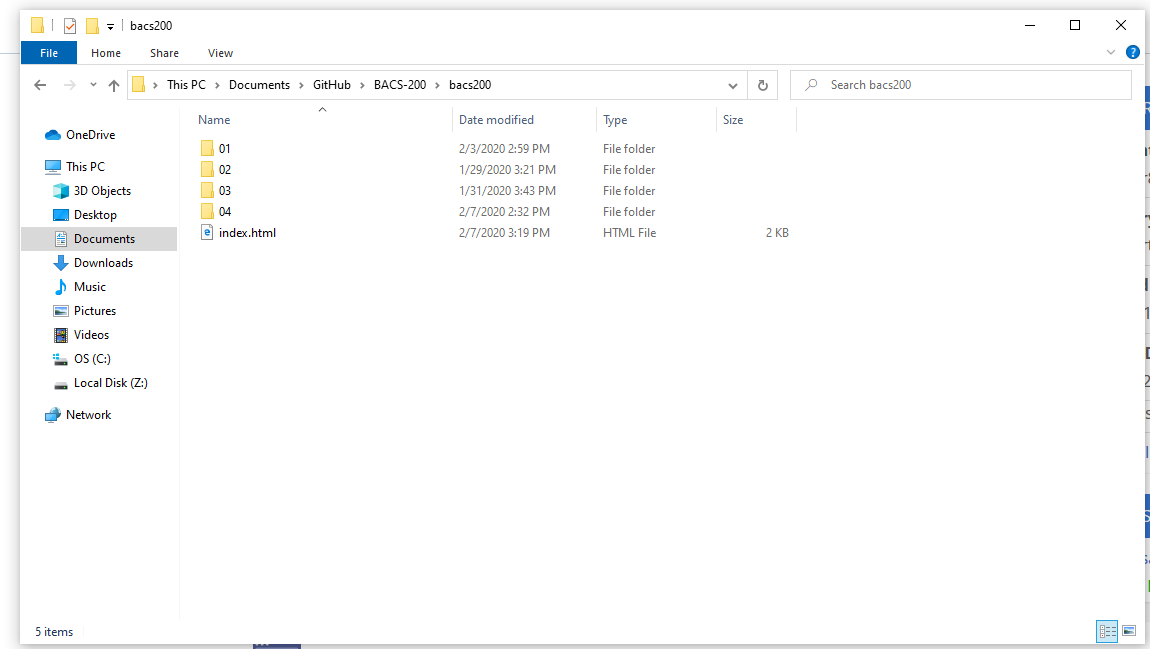 bacs200
File Home Share View
This PC Documents GitHub BACS-200 bacs200 Search bacs200
Name Date modified Type Size
01 2/3/2020 2:59 PM File folder
02 1/29/2020 3:21 PM File folder
03 1/31/2020 3:43 PM File folder
04 2/7/2020 2:32 PM File folder
index.html 2/7/2020 3:19 PM HTML File 2 KB
OneDrive
This PC
3D Objects
Desktop
Documents
Downloads
Music
Pictures
Videos
OS (C:)
Local Disk (Z:)
Network
5 items